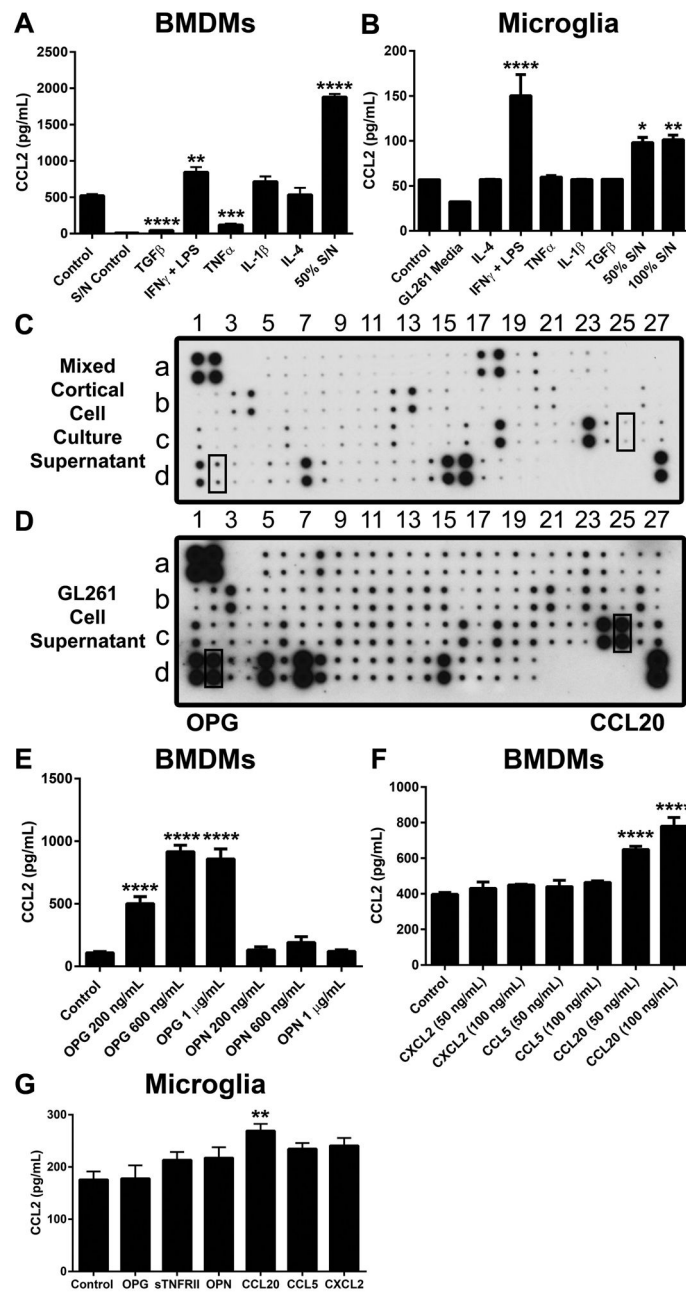 A BMDMs
CCL2 (pg/mL)
2500
2000
1500
1000
500
0
****
**
****
***
Control
S/N Control
TGFβ
IFNγ + LPS
TNFα
IL-1β
IL-4
50% S/N
B Microglia
CCL2 (pg/mL)
200
150
100
50
0
****
*
**
Control
GL261 Media
IL-4
IFNγ + LPS
TNFα
IL-1β
TGFβ
50% S/N
100% S/N
C 1 3 5 7 9 11 13 15 17 19 21 23 25 27
Mixed
Cortical
Cell
Culture
Supernatant
a
b
c
d
D 1 3 5 7 9 11 13 15 17 19 21 23 25 27
GL261
Cell
Supernatant
a
b
c
d
OPG CCL20
E BMDMs
CCL2 (pg/mL)
1500
1000
500
0
****
****
****
Control
OPG 200 ng/mL
OPG 600 ng/mL
OPG 1 µg/mL
OPN 200 ng/mL
OPN 600 ng/mL
OPN 1 µg/mL
F BMDMs
CCL2 (pg/mL)
1000
800
600
400
200
0
****
****
Control
CXCL2 (50 ng/mL)
CXCL2 (100 ng/mL)
CCL5 (50 ng/mL)
CCL5 (100 ng/mL)
CCL20 (50 ng/mL)
CCL20 (100 ng/mL)
G Microglia
CCL2 (pg/mL)
300
200
100
0
**
Control OPG sTNFRII OPN CCL20 CCL5 CXCL2